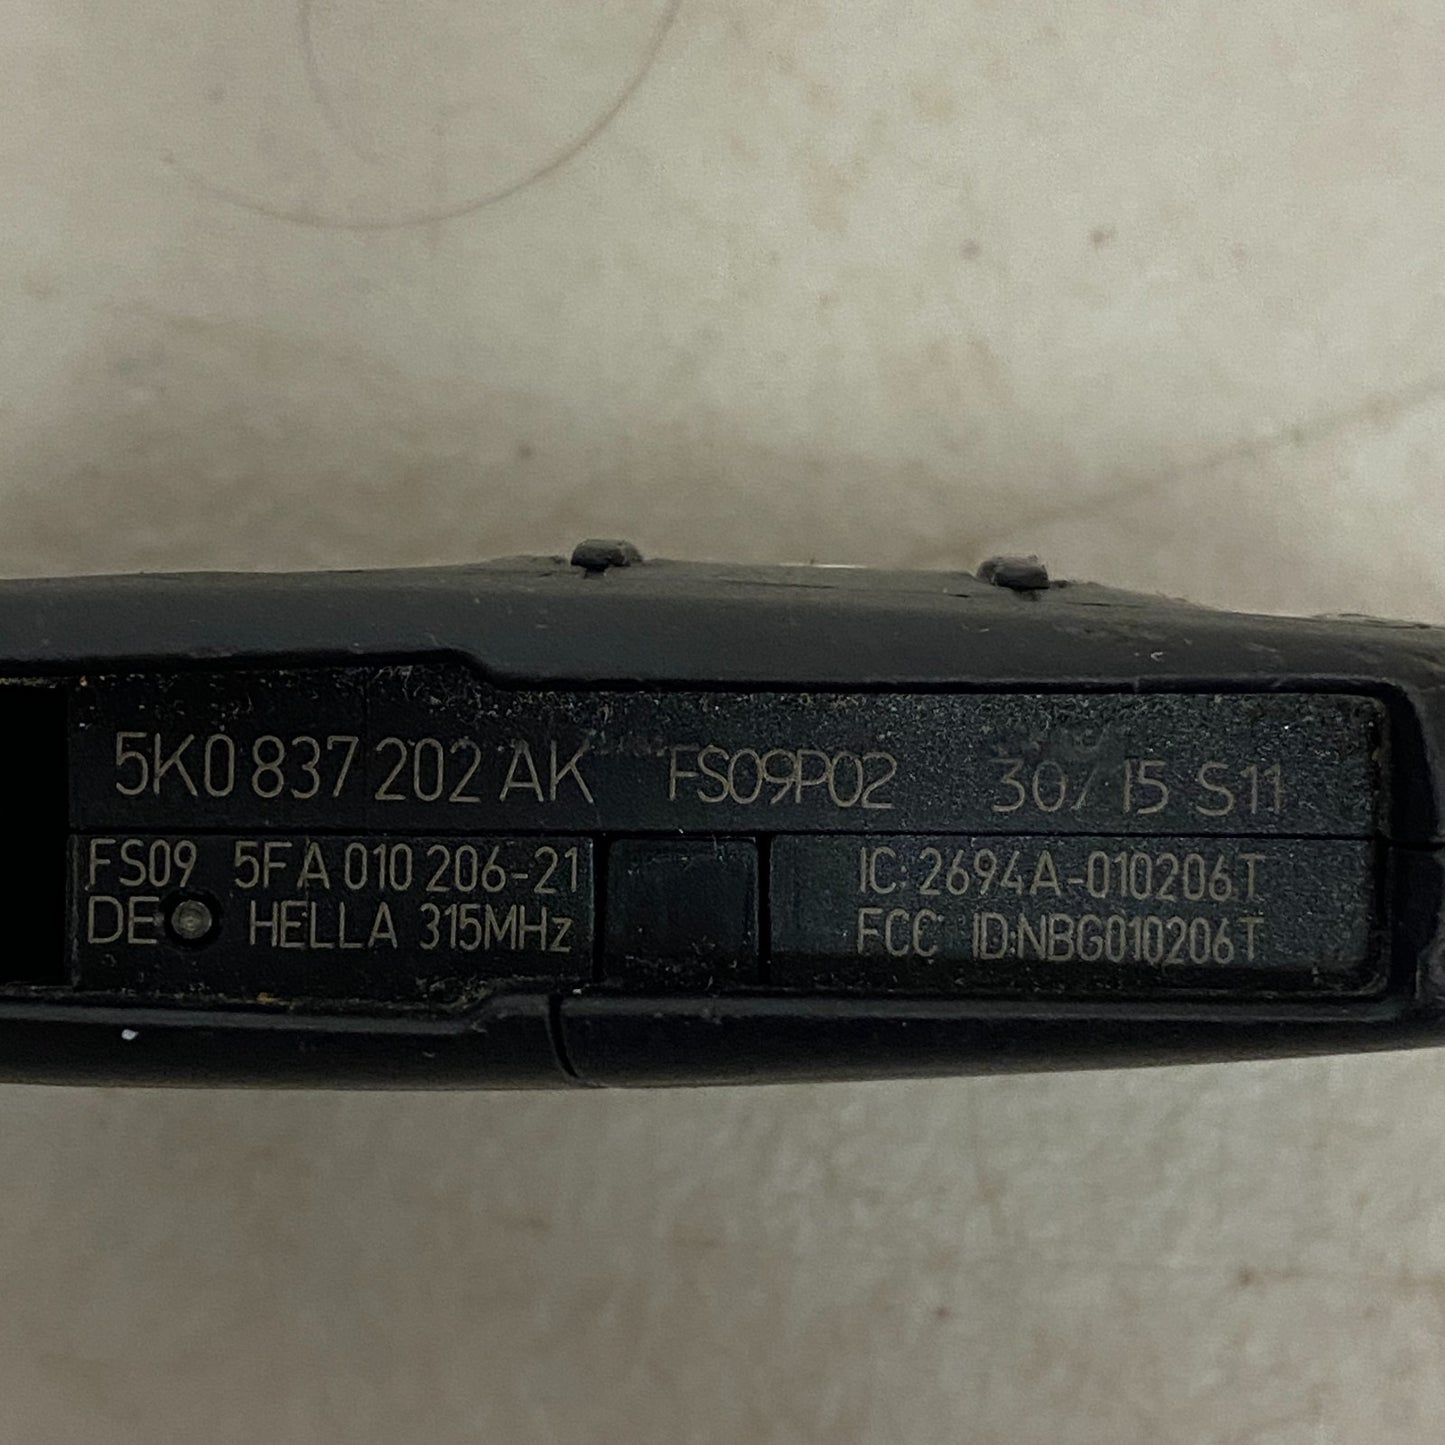 5K0 837 202 AK FS09P02 30/15 S11
FS09 5FA 010 206-21
DE HELLA 315MHz
IC: 2694A-010206T
FCC ID:NBG010206T